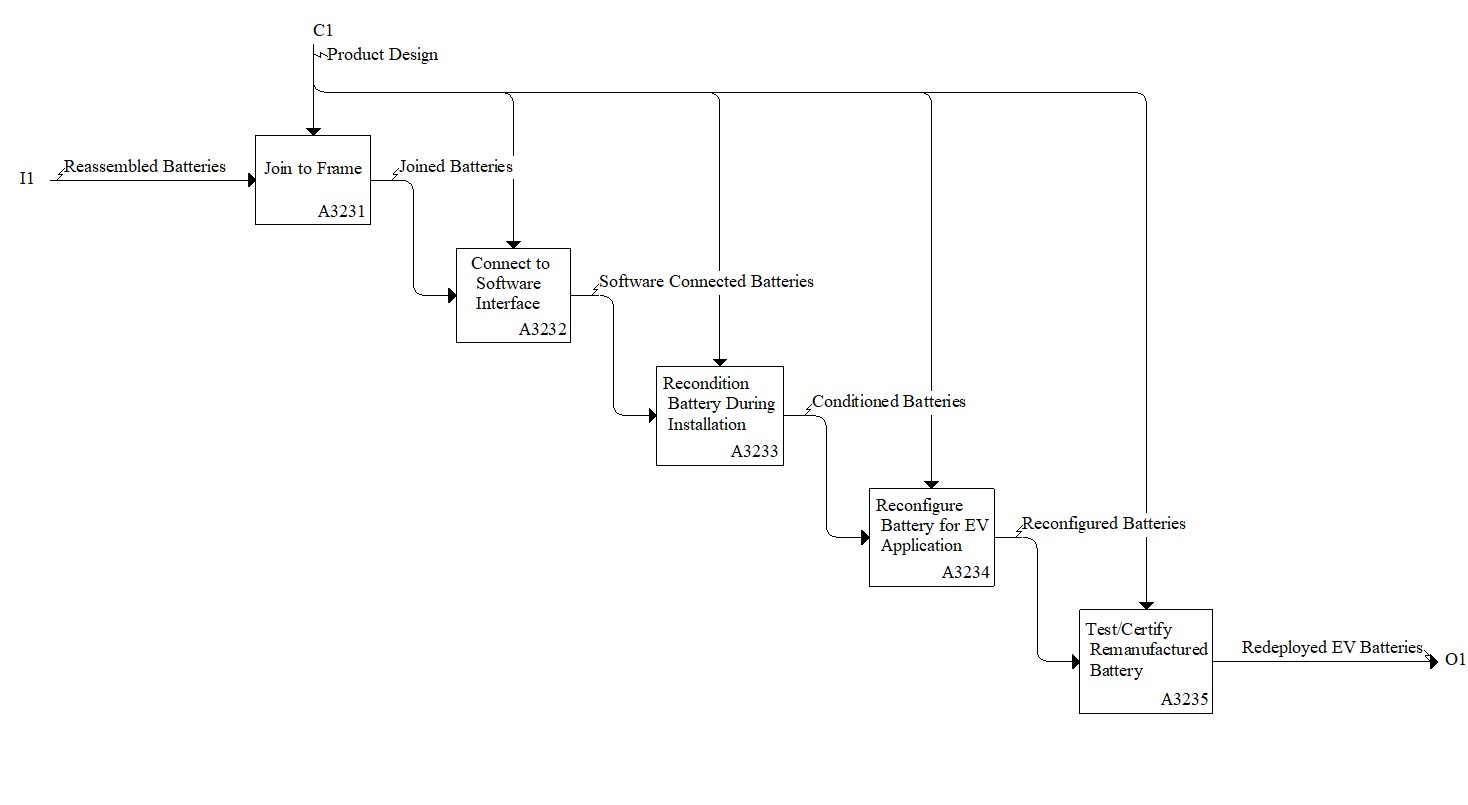 C1
Product Design
I1
Reassembled Batteries
Join to Frame
A3231
Joined Batteries
Connect to
Software
Interface
A3232
Software Connected Batteries
Recondition
Battery During
Installation
A3233
Conditioned Batteries
Reconfigure
Battery for EV
Application
A3234
Reconfigured Batteries
Test/Certify
Remanufactured
Battery
A3235
Redeployed EV Batteries
O1